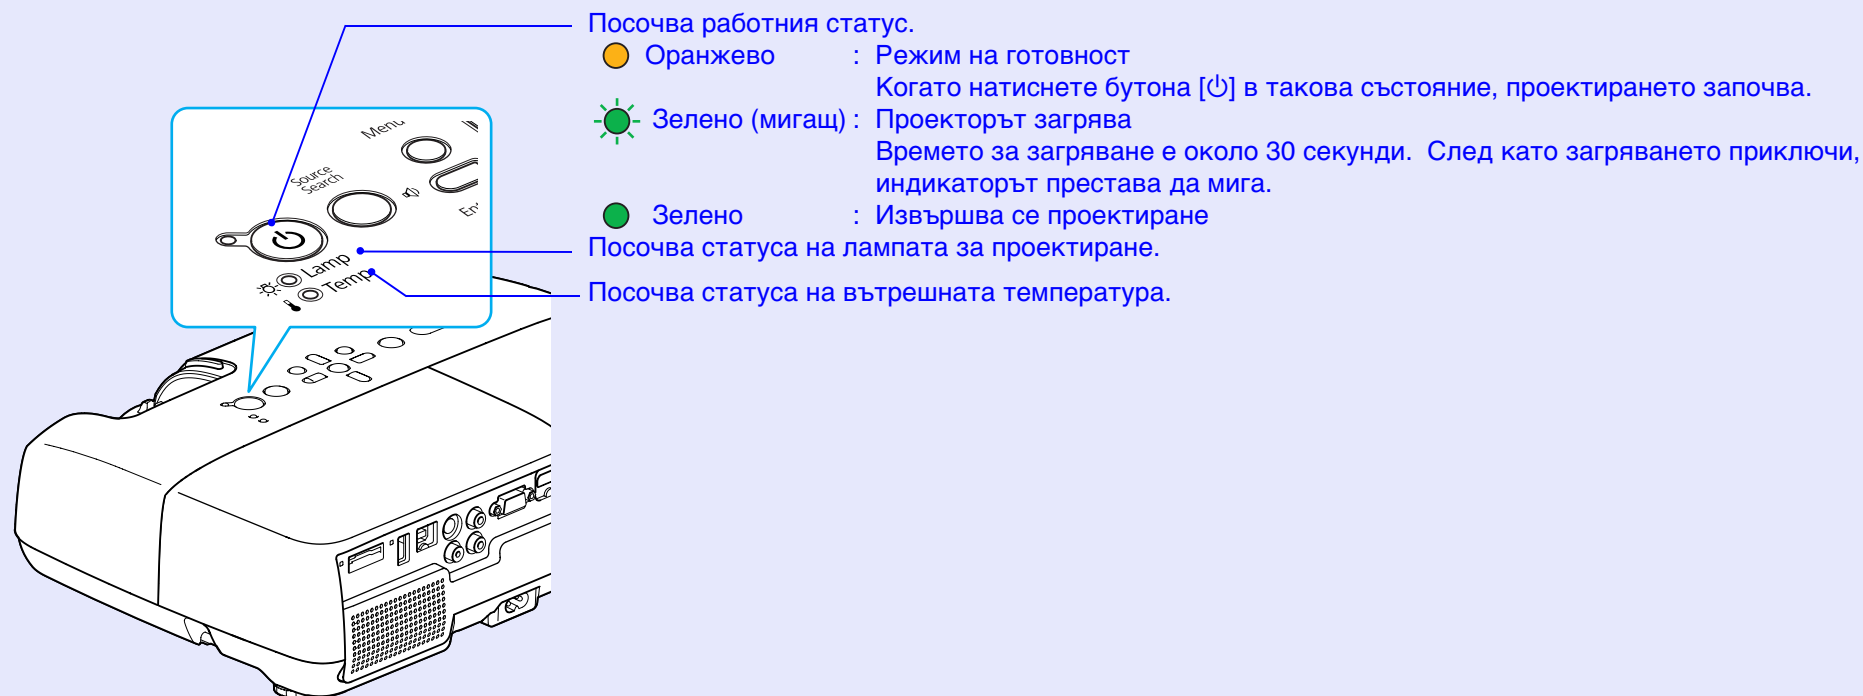 Посочва работния статус.
Оранжево : Режим на готовност
Когато натиснете бутона [⏻] в такова състояние, проектирането започва.
Зелено (мигащ) : Проекторът загрява
Времето за загряване е около 30 секунди. След като загряването приключи,
индикаторът престава да мига.
Зелено : Извършва се проектиране
Посочва статуса на лампата за проектиране.
Посочва статуса на вътрешната температура.
Menu
Source
Search
Lamp
Temp